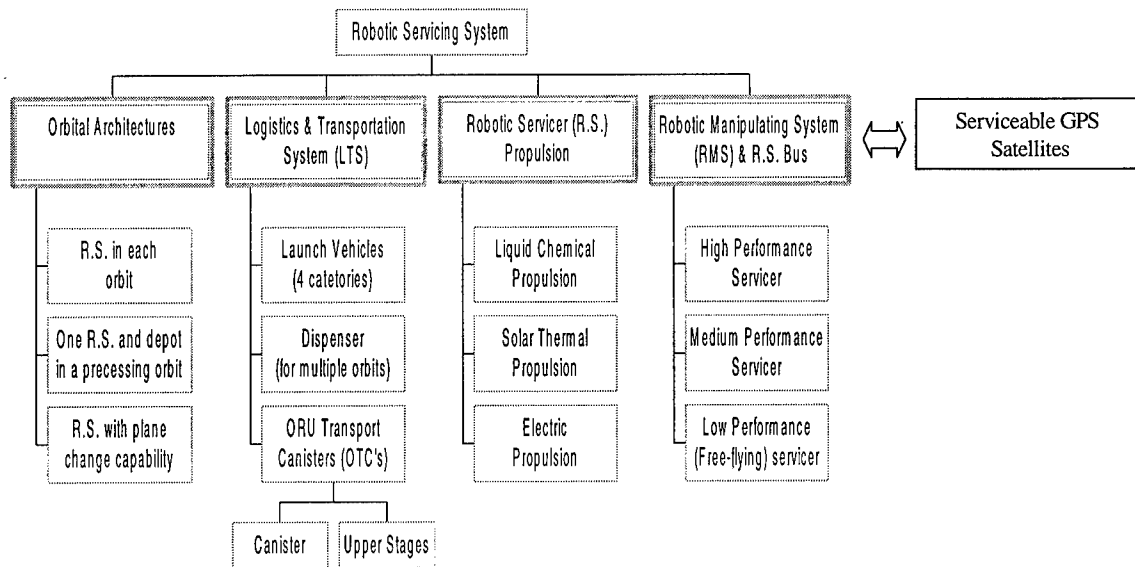 Robotic Servicing System
Orbital Architectures
Logistics & Transportation
System (LTS)
Robotic Servicer (R.S.)
Propulsion
Robotic Manipulating System
(RMS) & R.S. Bus
Serviceable GPS
Satellites
R.S. in each
orbit
One R.S. and depot
in a precessing orbit
R.S. with plane
change capability
Launch Vehicles
(4 catetories)
Dispenser
(for multiple orbits)
ORU Transport
Canisters (OTC's)
Canister
Upper Stages
Liquid Chemical
Propulsion
Solar Thermal
Propulsion
Electric
Propulsion
High Performance
Servicer
Medium Performance
Servicer
Low Performance
(Free-flying) servicer